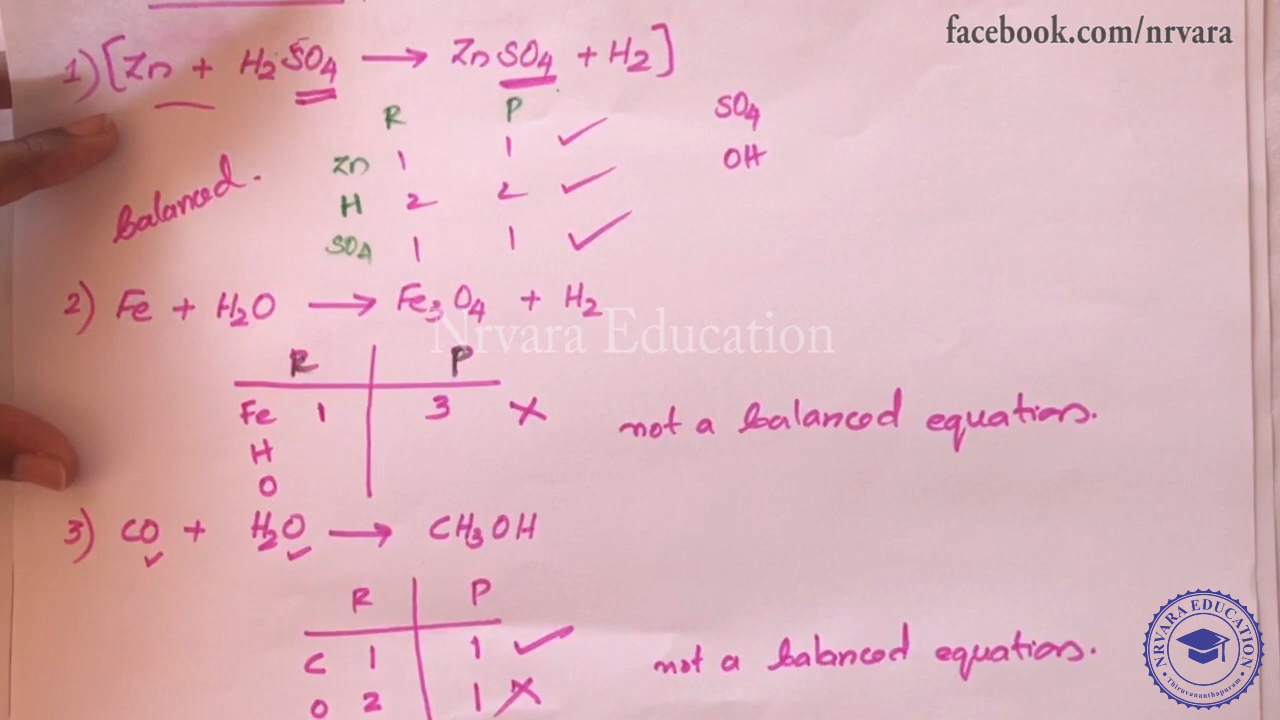 facebook.com/nrvara
1) [Zn + H2SO4 → ZnSO4 + H2]
R P
Zn 1 1 ✓
H 2 2 ✓
SO4 1 1 ✓
SO4
OH
balanced.
2) Fe + H2O → Fe3O4 + H2
Nrvara Education
R P
Fe 1 3 ✗
H
O
not a balanced equation.
3) CO + H2O → CH3OH
R P
C 1 1 ✓
O 2 1 ✗
not a balanced equation.
NRVARA EDUCATION
Thiruvananthapuram